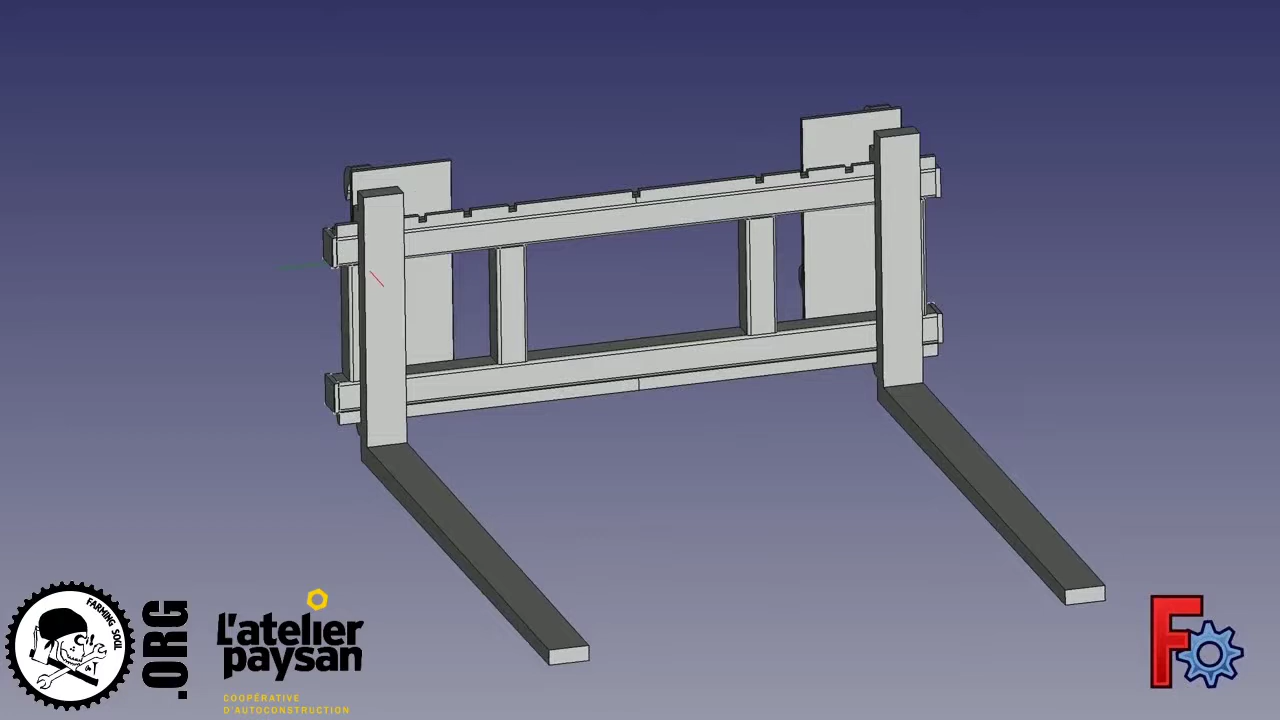 FARMING SOUL
.ORG
L'atelier
paysan
COOPÉRATIVE
D'AUTOCONSTRUCTION